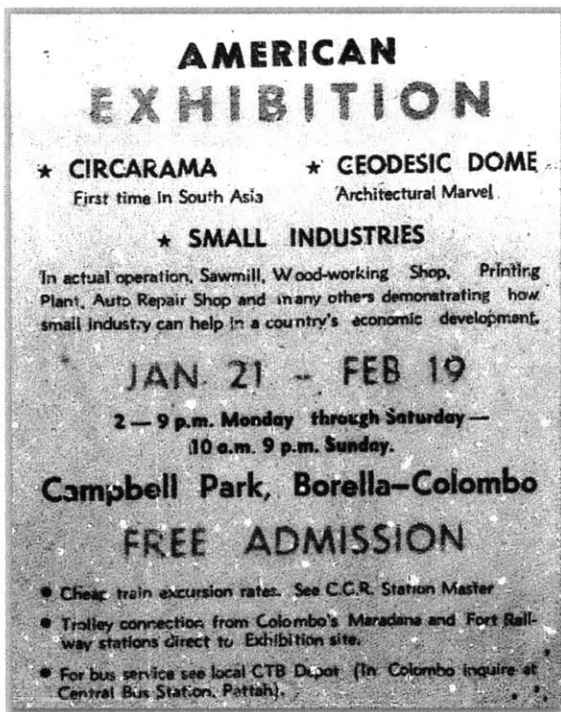 AMERICAN
EXHIBITION
★ CIRCARAMA ★ GEODESIC DOME
First time in South Asia Architectural Marvel
★ SMALL INDUSTRIES
In actual operation, Sawmill, Wood-working Shop, Printing
Plant, Auto Repair Shop and many others demonstrating how
small industry can help in a country's economic development.
JAN. 21 - FEB 19
2 — 9 p.m. Monday through Saturday —
10 a.m. 9 p.m. Sunday.
Campbell Park, Borella-Colombo
FREE ADMISSION
● Cheap train excursion rates. See C.G.R. Station Master
● Trolley connection from Colombo's Maradana and Fort Rail-
way stations direct to Exhibition site.
● For bus service see local CTB Depot (In Colombo inquire at
Central Bus Station, Pettah).